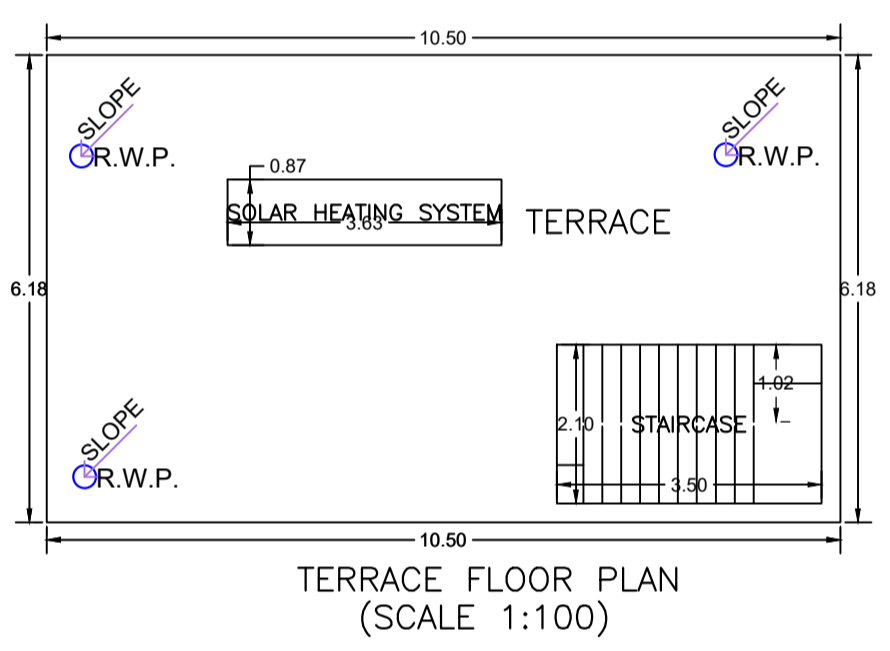 10.50
SLOPE
R.W.P.
SLOPE
R.W.P.
0.87
SOLAR HEATING SYSTEM
3.63
TERRACE
6.18
6.18
1.02
2.10
STAIRCASE
SLOPE
R.W.P.
3.50
10.50
TERRACE FLOOR PLAN
(SCALE 1:100)